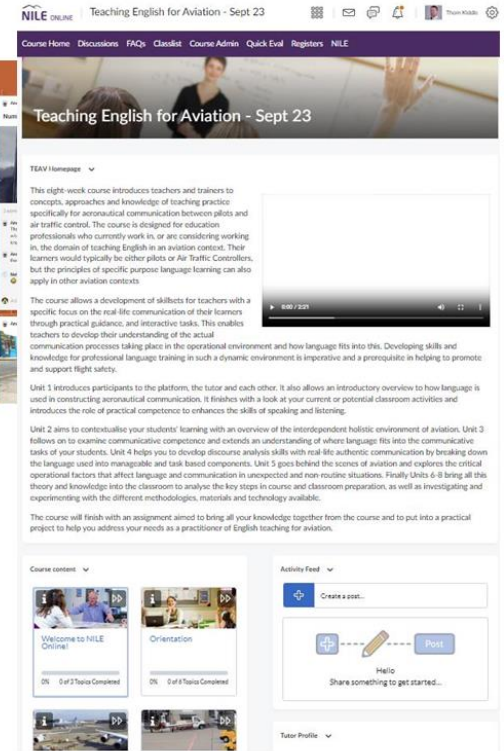 NILE ONLINE
Teaching English for Aviation - Sept 23
Thom Kiddle
Course Home Discussions FAQs Classlist Course Admin Quick Eval Registers NILE
Teaching English for Aviation - Sept 23
TEAV Homepage
This eight-week course introduces teachers and trainers to
concepts, approaches and knowledge of teaching practice
specifically for aeronautical communication between pilots and
air traffic control. The course is designed for education
professionals who currently work in, or are considering working
in, the domain of teaching English in an aviation context. Their
learners would typically be either pilots or Air Traffic Controllers,
but the principles of specific purpose language learning can also
apply in other aviation contexts
0:00 / 2:21
The course allows a development of skillsets for teachers with a
specific focus on the real-life communication of their learners
through practical guidance, and interactive tasks. This enables
teachers to develop their understanding of the actual
communication processes taking place in the operational environment and how language fits into this. Developing skills and
knowledge for professional language training in such a dynamic environment is imperative and a prerequisite in helping to promote
and support flight safety.
Unit 1 introduces participants to the platform, the tutor and each other. It also allows an introductory overview to how language is
used in constructing aeronautical communication. It finishes with a look at your current or potential classroom activities and
introduces the role of practical competence to enhances the skills of speaking and listening.
Unit 2 aims to contextualise your students' learning with an overview of the interdependent holistic environment of aviation. Unit 3
follows on to examine communicative competence and extends an understanding of where language fits into the communicative
tasks of your students. Unit 4 helps you to develop discourse analysis skills with real-life authentic communication by breaking down
the language used into manageable and task based components. Unit 5 goes behind the scenes of aviation and explores the critical
operational factors that affect language and communication in unexpected and non-routine situations. Finally Units 6-8 bring all this
theory and knowledge into the classroom to analyse the key steps in course and classroom preparation, as well as investigating and
experimenting with the different methodologies, materials and technology available.
The course will finish with an assignment aimed to bring all your knowledge together from the course and to put into a practical
project to help you address your needs as a practitioner of English teaching for aviation.
Course content
Welcome to NILE
Online!
0% 0 of 3 Topics Completed
Orientation
0% 0 of 8 Topics Completed
Activity Feed
Create a post...
Post
Hello
Share something to get started...
Tutor Profile